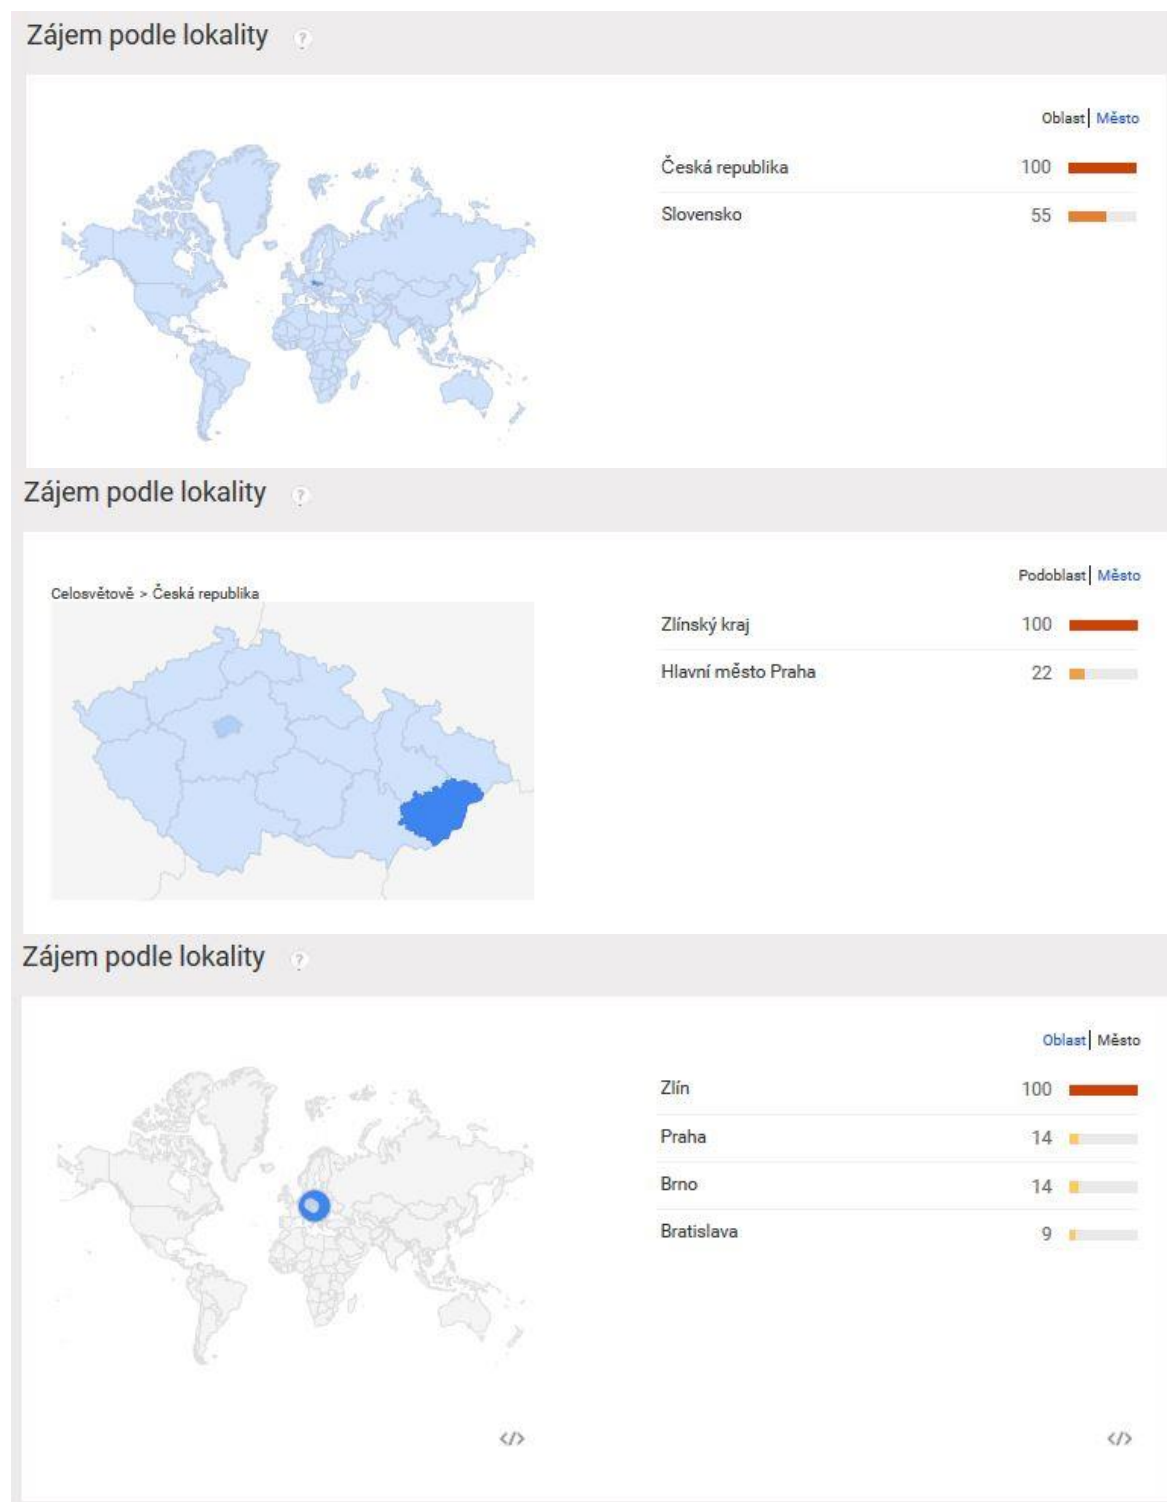 Zájem podle lokality ?
Oblast | Město
Česká republika 100
Slovensko 55
Zájem podle lokality ?
Podoblast | Město
Celosvětově > Česká republika
Zlínský kraj 100
Hlavní město Praha 22
Zájem podle lokality ?
Oblast | Město
Zlín 100
Praha 14
Brno 14
Bratislava 9
</> </>